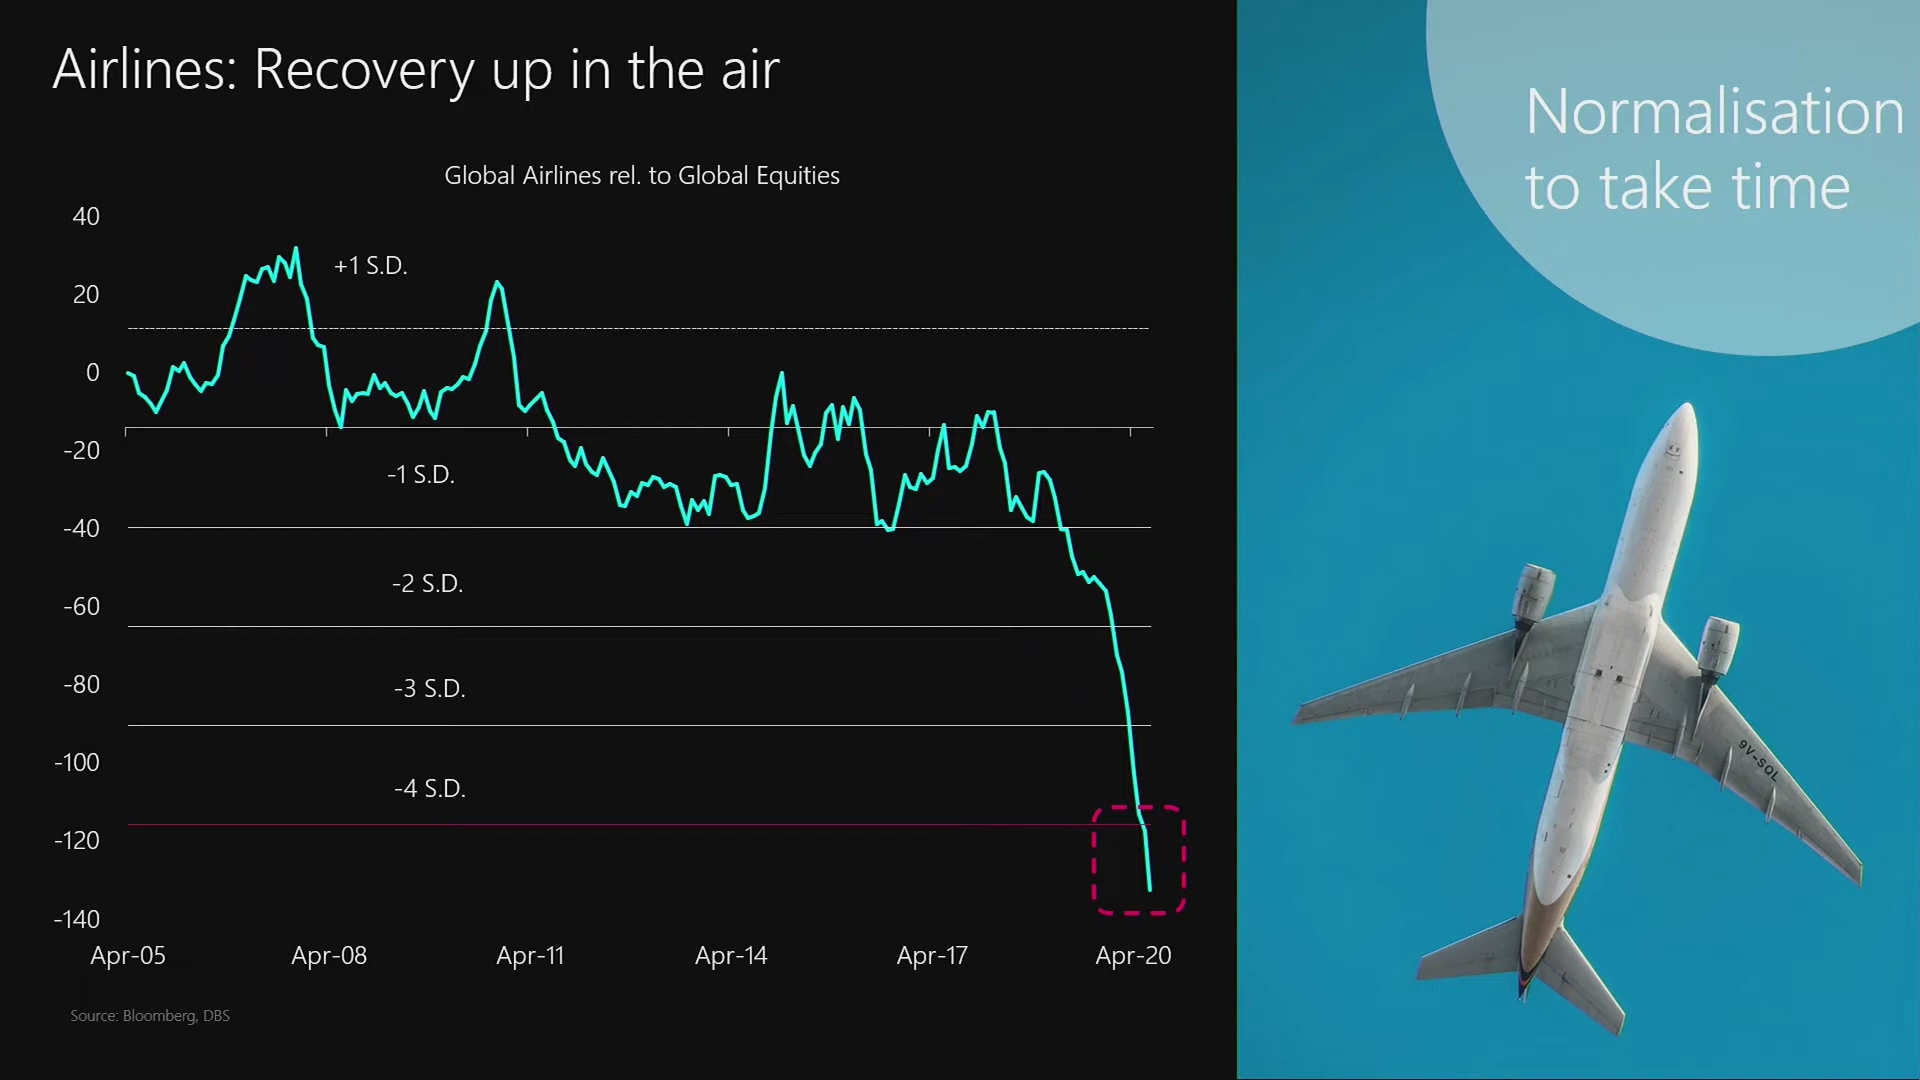 Airlines: Recovery up in the air
Normalisation
to take time
Global Airlines rel. to Global Equities
40
20
0
-20
-40
-60
-80
-100
-120
-140
+1 S.D.
-1 S.D.
-2 S.D.
-3 S.D.
-4 S.D.
Apr-05 Apr-08 Apr-11 Apr-14 Apr-17 Apr-20
Source: Bloomberg, DBS
9V-SQL